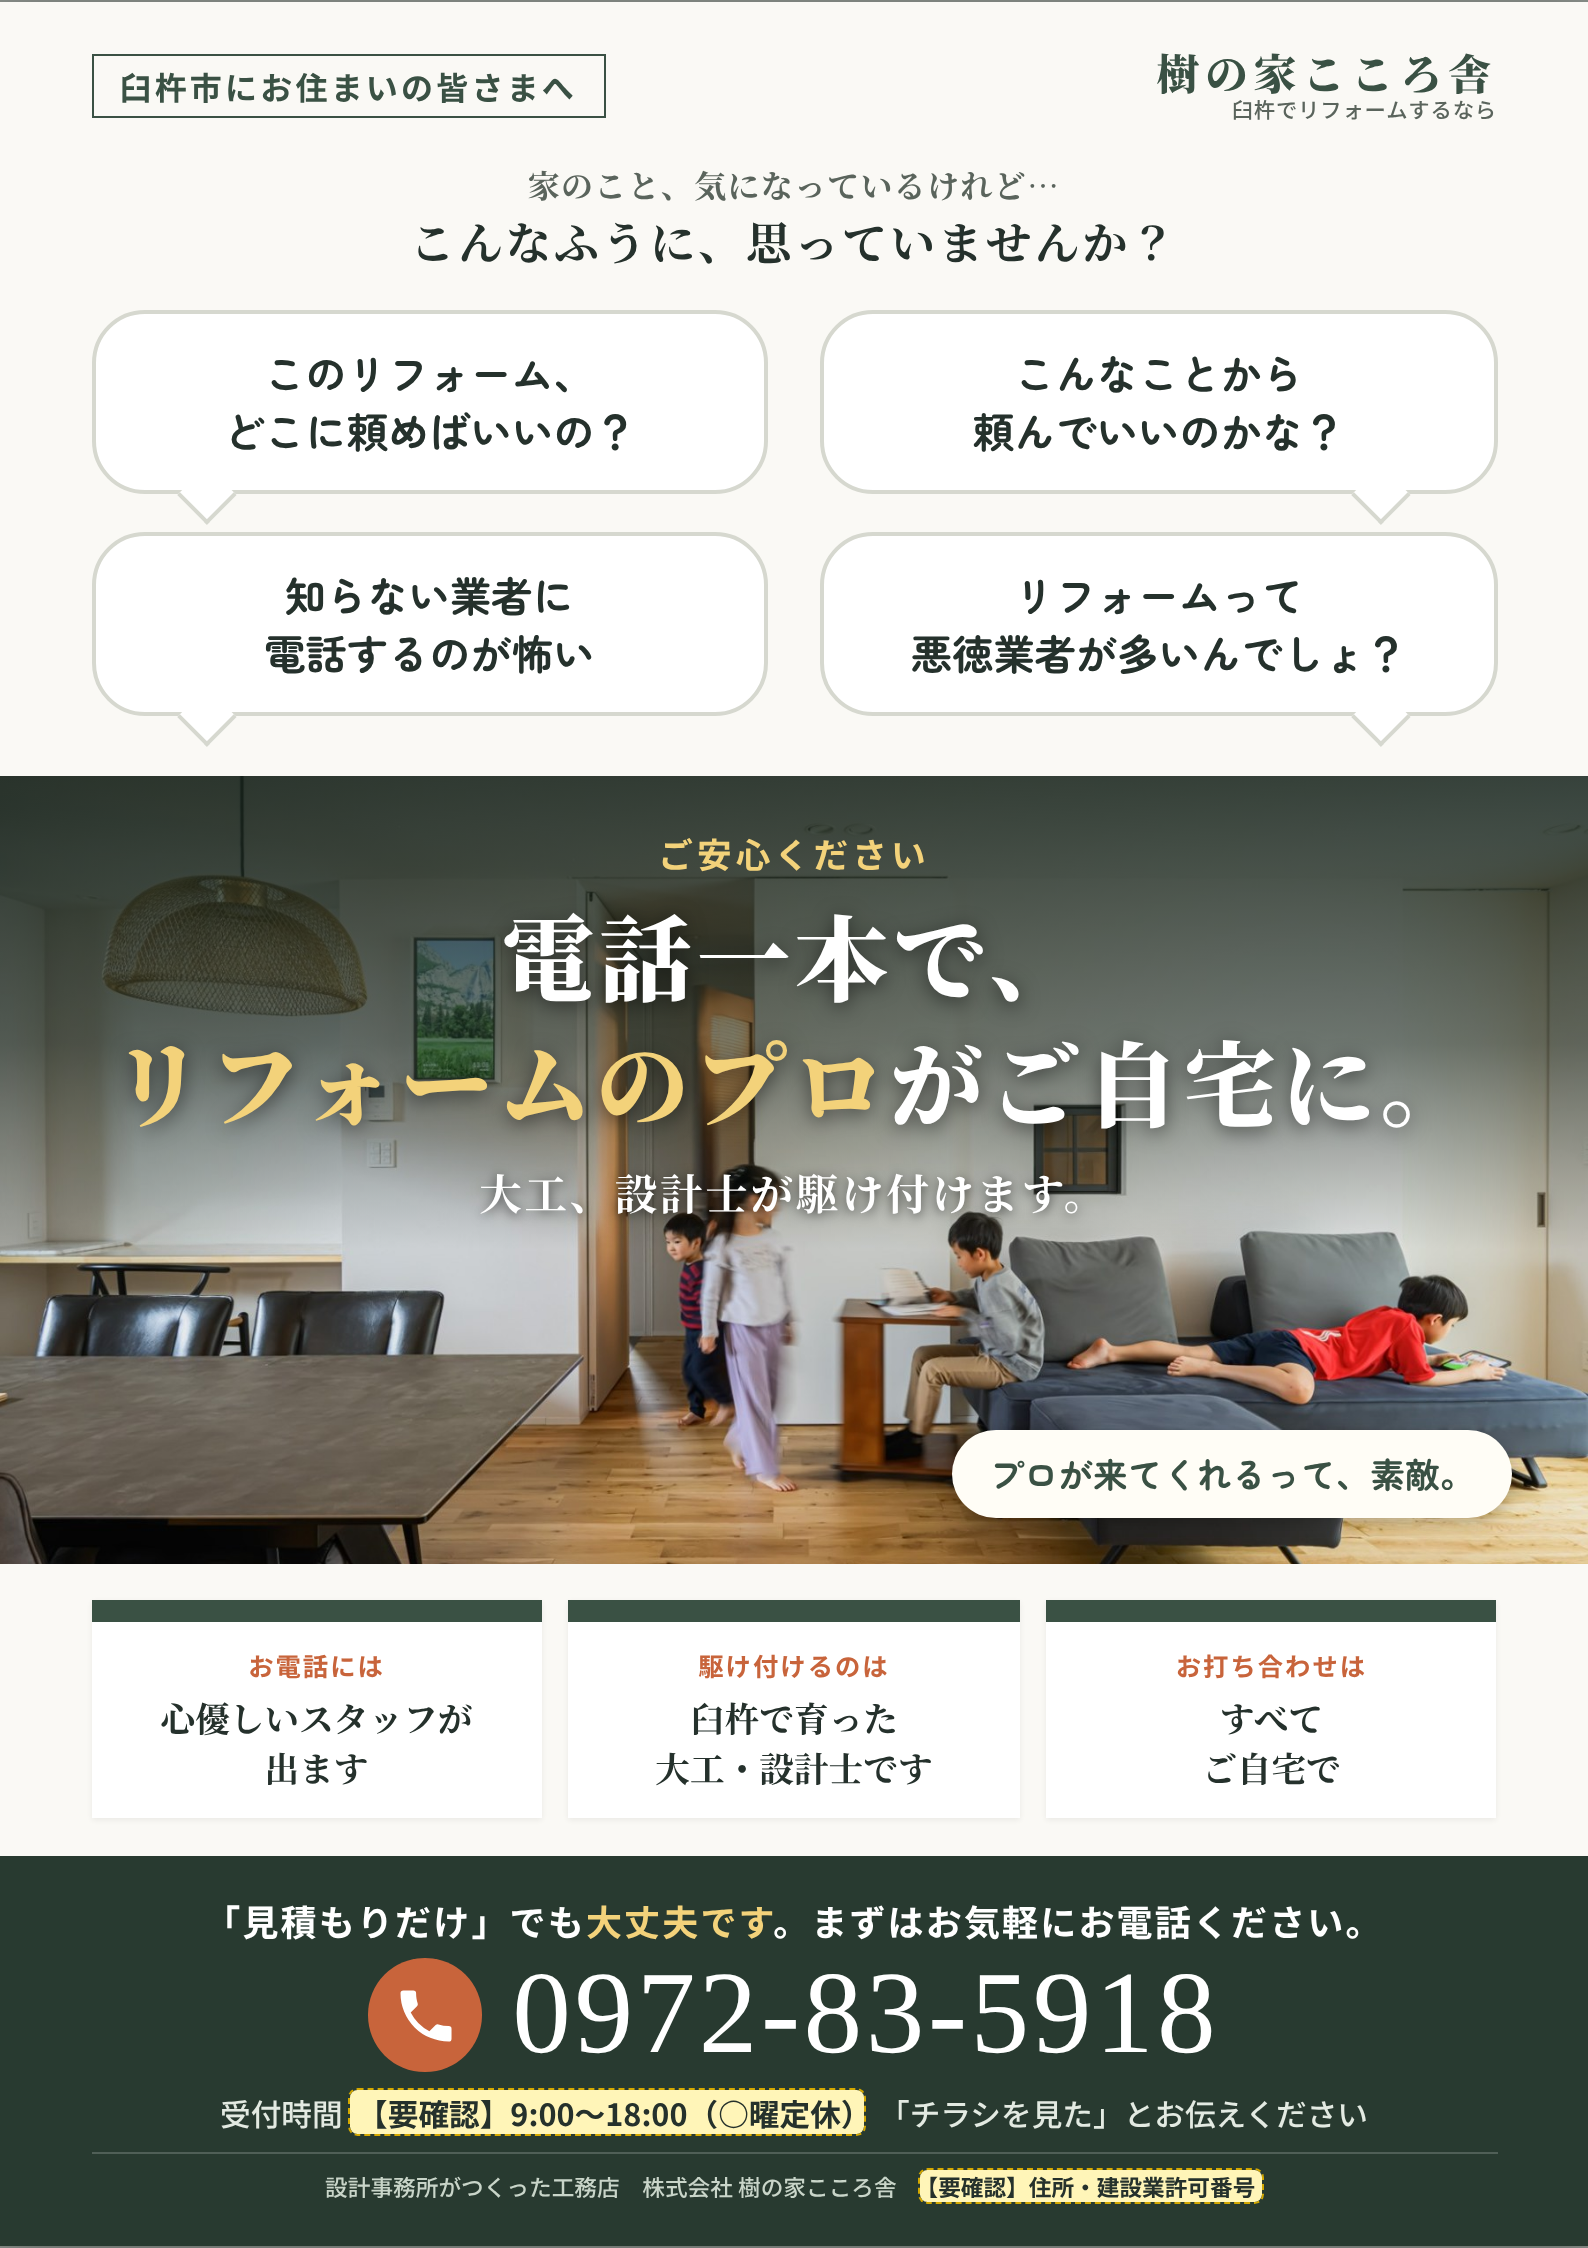 臼杵市にお住まいの皆さまへ
樹の家こころ舎
臼杵でリフォームするなら
家のこと、気になっているけれど…
こんなふうに、思っていませんか？
このリフォーム、
どこに頼めばいいの？
こんなことから
頼んでいいのかな？
知らない業者に
電話するのが怖い
リフォームって
悪徳業者が多いんでしょ？
ご安心ください
電話一本で、
リフォームのプロがご自宅に。
大工、設計士が駆け付けます。
プロが来てくれるって、素敵。
お電話には
心優しいスタッフが
出ます
駆け付けるのは
臼杵で育った
大工・設計士です
お打ち合わせは
すべて
ご自宅で
「見積もりだけ」でも大丈夫です。まずはお気軽にお電話ください。
0972-83-5918
受付時間【要確認】9:00〜18:00（〇曜定休）「チラシを見た」とお伝えください
設計事務所がつくった工務店　株式会社 樹の家こころ舎　【要確認】住所・建設業許可番号